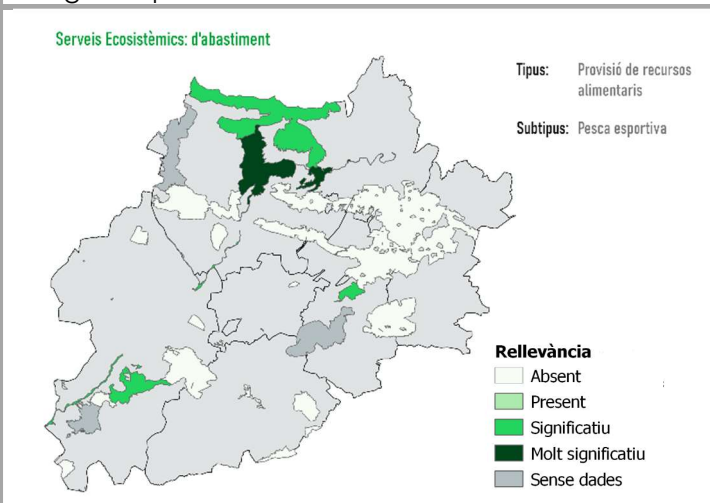 Serveis Ecosistèmics: d'abastiment
Tipus: Provisió de recursos
alimentaris
Subtipus: Pesca esportiva
Rellevància
Absent
Present
Significatiu
Molt significatiu
Sense dades